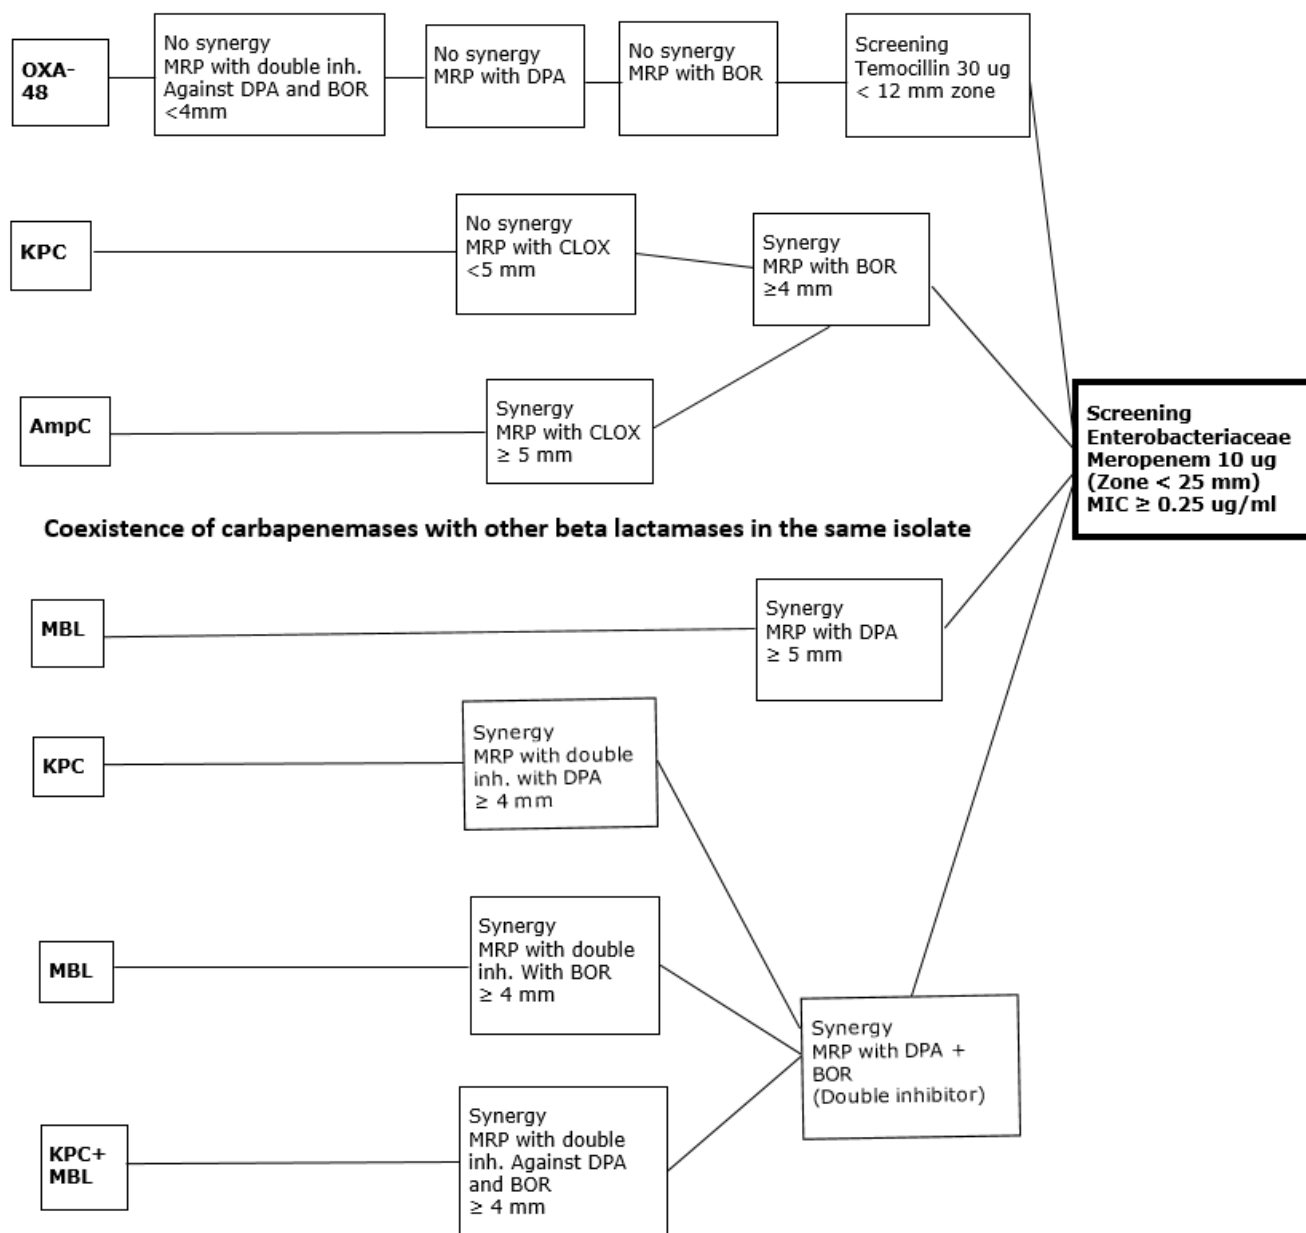 OXA-
48
No synergy
MRP with double inh.
Against DPA and BOR
<4mm
No synergy
MRP with DPA
No synergy
MRP with BOR
Screening
Temocillin 30 ug
< 12 mm zone
KPC
No synergy
MRP with CLOX
<5 mm
Synergy
MRP with BOR
≥4 mm
AmpC
Synergy
MRP with CLOX
≥ 5 mm
Screening
Enterobacteriaceae
Meropenem 10 ug
(Zone < 25 mm)
MIC ≥ 0.25 ug/ml
Coexistence of carbapenemases with other beta lactamases in the same isolate
MBL
Synergy
MRP with DPA
≥ 5 mm
KPC
Synergy
MRP with double
inh. with DPA
≥ 4 mm
MBL
Synergy
MRP with double
inh. With BOR
≥ 4 mm
Synergy
MRP with DPA +
BOR
(Double inhibitor)
KPC+
MBL
Synergy
MRP with double
inh. Against DPA
and BOR
≥ 4 mm